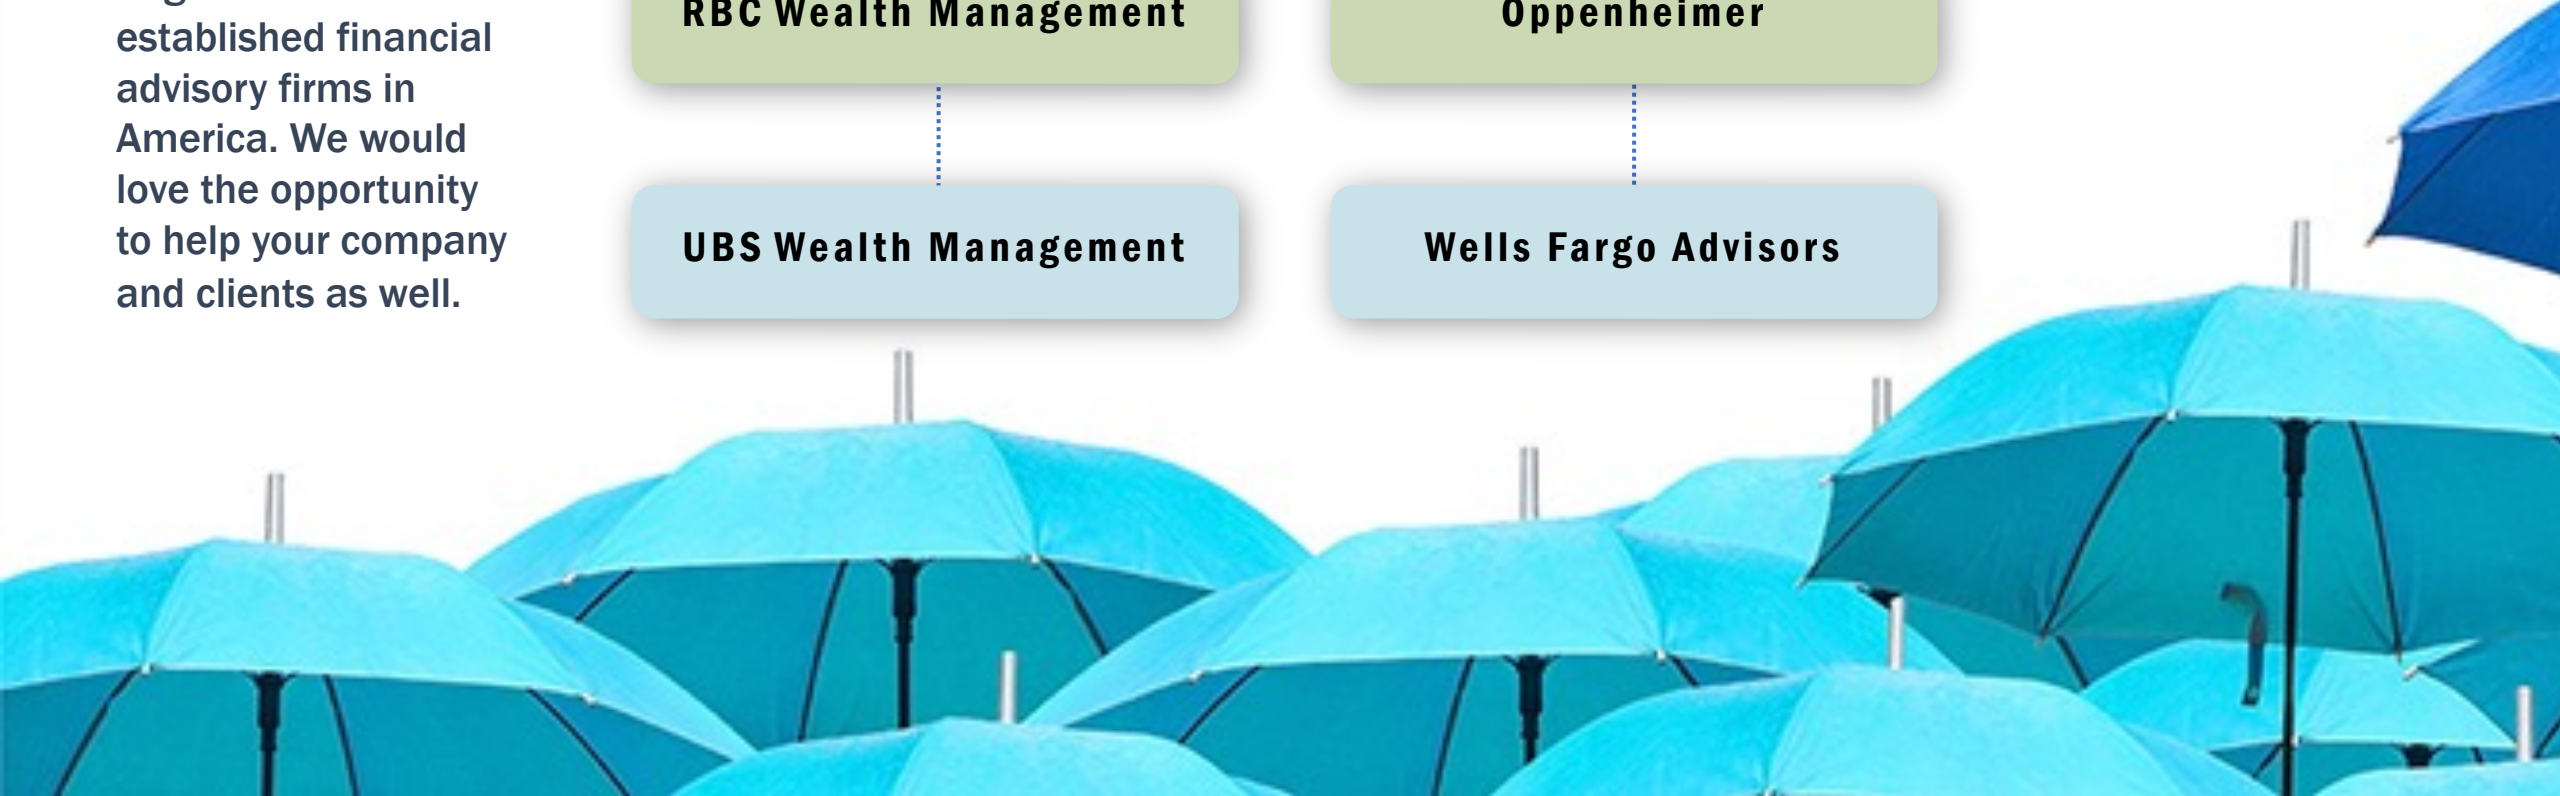 established financial
advisory firms in
America. We would
love the opportunity
to help your company
and clients as well.
RBC Wealth Management
Oppenheimer
UBS Wealth Management
Wells Fargo Advisors